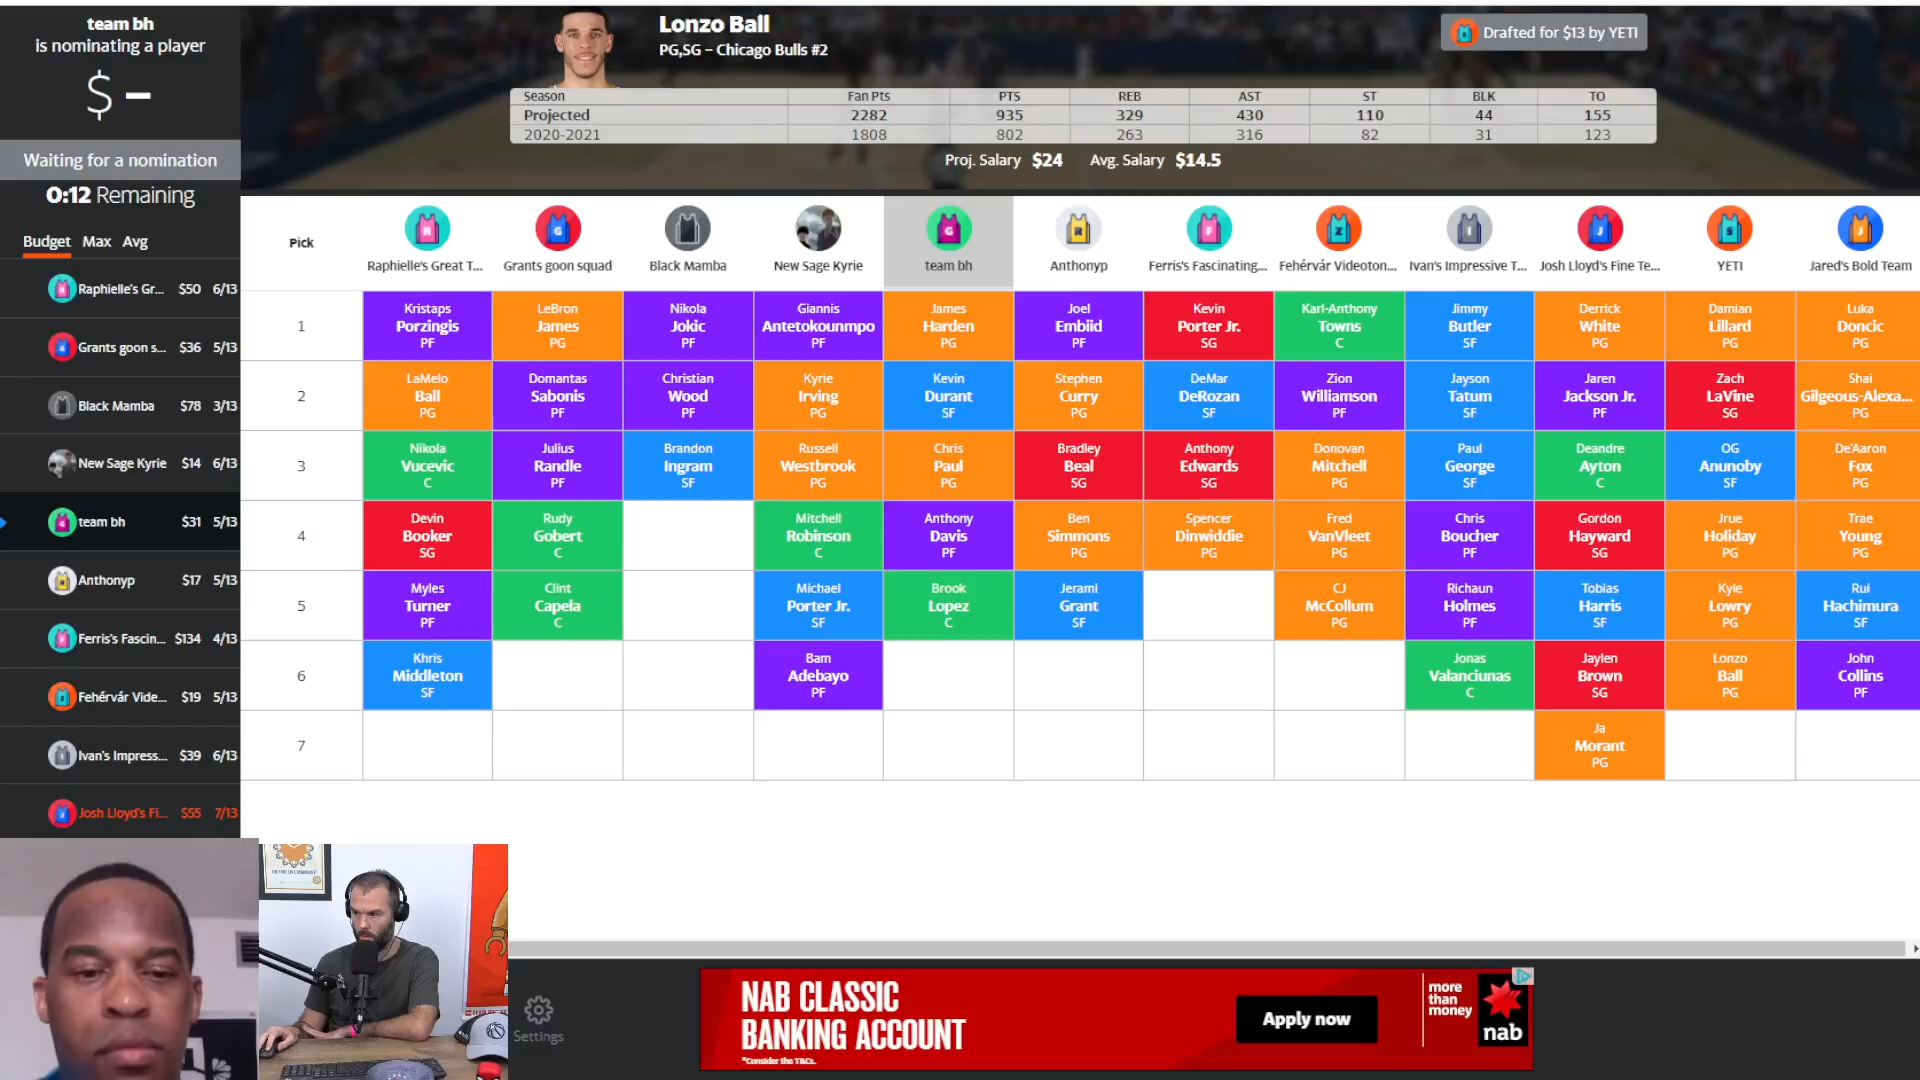 team bh
is nominating a player
$ –
Waiting for a nomination
0:12 Remaining
Budget Max Avg
Raphielle's Gr... $50 6/13
Grants goon s... $36 5/13
Black Mamba $78 3/13
New Sage Kyrie $14 6/13
team bh $31 5/13
Anthonyp $17 5/13
Ferris's Fascin... $134 4/13
Fehérvár Vide... $19 5/13
Ivan's Impress... $39 6/13
Josh Lloyd's Fi... $55 7/13
Lonzo Ball
PG,SG – Chicago Bulls #2
Drafted for $13 by YETI
Season Fan Pts PTS REB AST ST BLK TO
Projected 2282 935 329 430 110 44 155
2020-2021 1808 802 263 316 82 31 123
Proj. Salary $24 Avg. Salary $14.5
Pick
Raphielle's Great T... Grants goon squad Black Mamba New Sage Kyrie team bh Anthonyp Ferris's Fascinating... Fehérvár Videoton... Ivan's Impressive T... Josh Lloyd's Fine Te... YETI Jared's Bold Team
Kristaps LeBron Nikola Giannis James Joel Kevin Karl-Anthony Jimmy Derrick Damian Luka
1 Porzingis James Jokic Antetokounmpo Harden Embiid Porter Jr. Towns Butler White Lillard Doncic
PF PG PF PF PG PF SG C SF PG PG PG
LaMelo Domantas Christian Kyrie Kevin Stephen DeMar Zion Jayson Jaren Zach Shai
2 Ball Sabonis Wood Irving Durant Curry DeRozan Williamson Tatum Jackson Jr. LaVine Gilgeous-Alexa...
PG PF PF PG SF PG SF PF SF PF SG PG
Nikola Julius Brandon Russell Chris Bradley Anthony Donovan Paul Deandre OG De'Aaron
3 Vucevic Randle Ingram Westbrook Paul Beal Edwards Mitchell George Ayton Anunoby Fox
C PF SF PG PG SG SG PG SF C SF PG
Devin Rudy Mitchell Anthony Ben Spencer Fred Chris Gordon Jrue Trae
4 Booker Gobert Robinson Davis Simmons Dinwiddie VanVleet Boucher Hayward Holiday Young
SG C C PF PG PG PG PF SG PG PG
Myles Clint Michael Brook Jerami CJ Richaun Tobias Kyle Rui
5 Turner Capela Porter Jr. Lopez Grant McCollum Holmes Harris Lowry Hachimura
PF C SF C SF PG PF SF PG SF
Khris Bam Jonas Jaylen Lonzo John
6 Middleton Adebayo Valanciunas Brown Ball Collins
SF PF C SG PG PF
Ja
7 Morant
PG
Settings
NAB CLASSIC
BANKING ACCOUNT
*Consider the T&Cs.
Apply now
more
than
money
nab